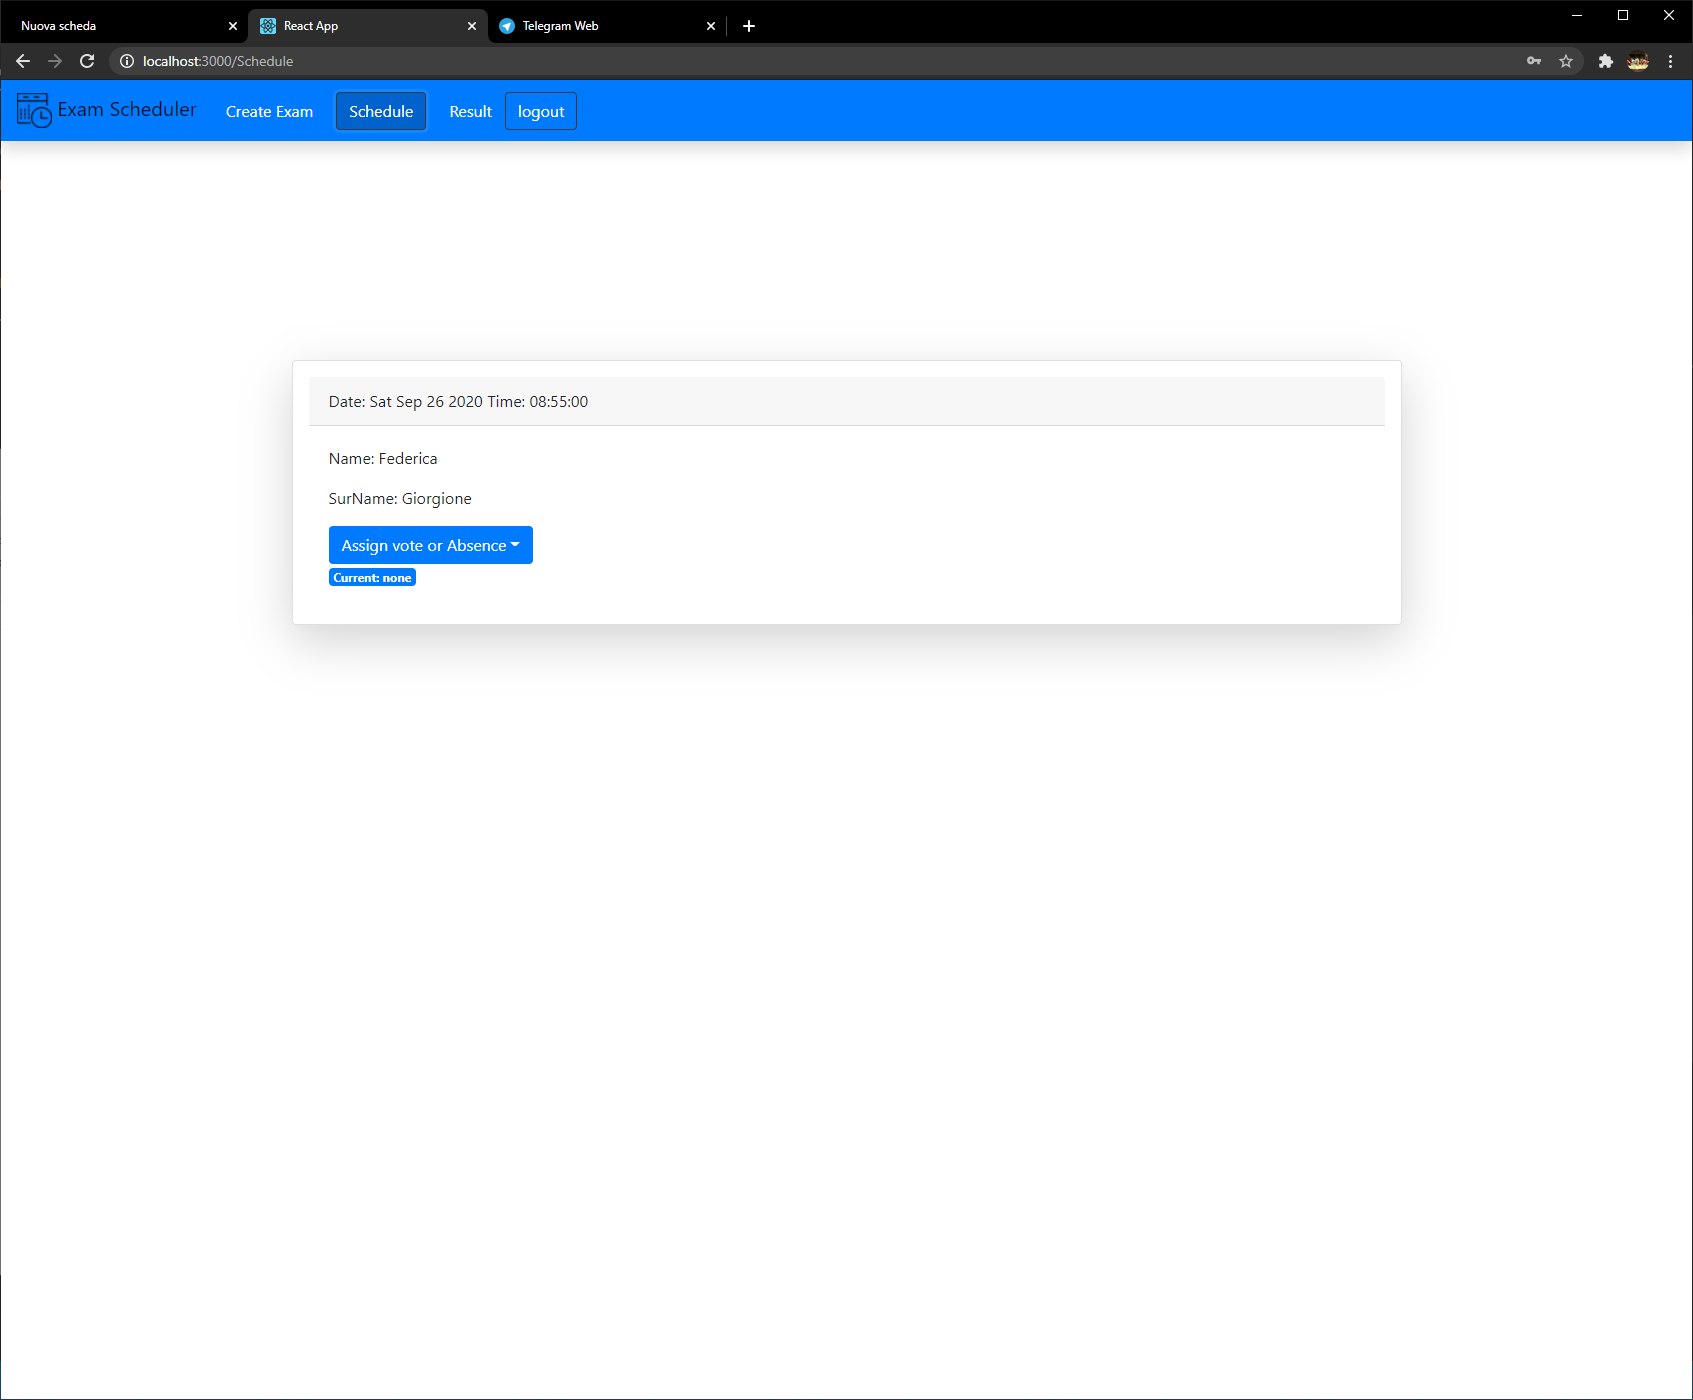 Nuova scheda
React App
Telegram Web
localhost:3000/Schedule
Exam Scheduler
Create Exam
Schedule
Result
logout
Date: Sat Sep 26 2020 Time: 08:55:00
Name: Federica
SurName: Giorgione
Assign vote or Absence
Current: none